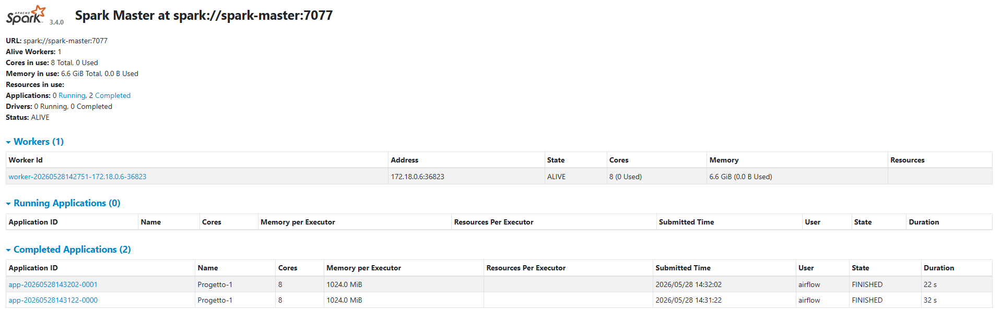 APACHE
Spark 3.4.0 Spark Master at spark://spark-master:7077
URL: spark://spark-master:7077
Alive Workers: 1
Cores in use: 8 Total, 0 Used
Memory in use: 6.6 GiB Total, 0.0 B Used
Resources in use:
Applications: 0 Running, 2 Completed
Drivers: 0 Running, 0 Completed
Status: ALIVE
Workers (1)
Worker Id Address State Cores Memory Resources
worker-20260528142751-172.18.0.6-36823 172.18.0.6:36823 ALIVE 8 (0 Used) 6.6 GiB (0.0 B Used)
Running Applications (0)
Application ID Name Cores Memory per Executor Resources Per Executor Submitted Time User State Duration
Completed Applications (2)
Application ID Name Cores Memory per Executor Resources Per Executor Submitted Time User State Duration
app-20260528143202-0001 Progetto-1 8 1024.0 MiB 2026/05/28 14:32:02 airflow FINISHED 22 s
app-20260528143122-0000 Progetto-1 8 1024.0 MiB 2026/05/28 14:31:22 airflow FINISHED 32 s